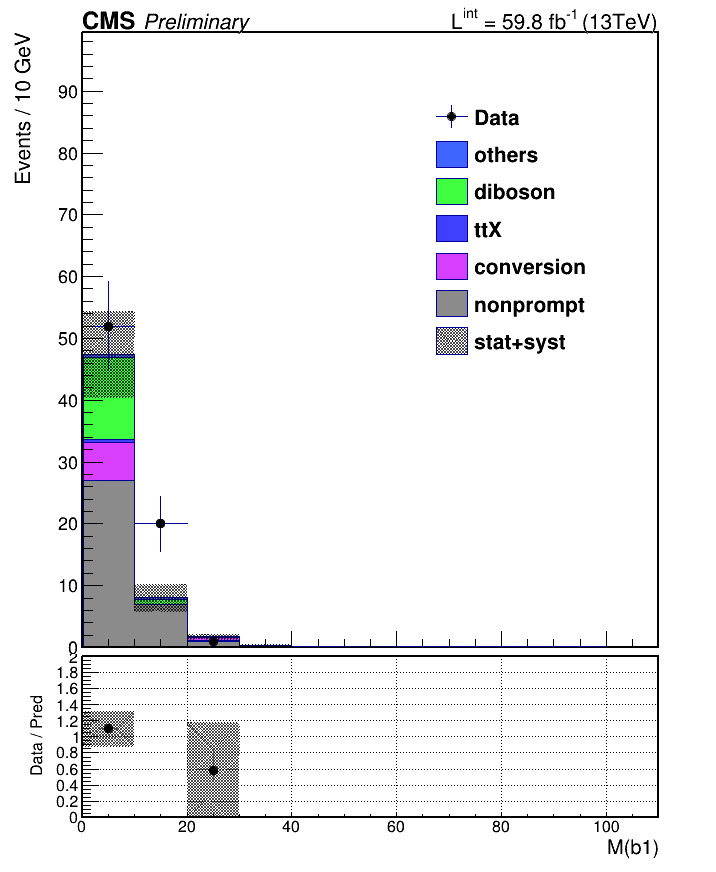 CMS Preliminary L^int = 59.8 fb^-1 (13TeV)
Events / 10 GeV
90
80
70
60
50
40
30
20
10
0
Data
others
diboson
ttX
conversion
nonprompt
stat+syst
Data / Pred
2
1.8
1.6
1.4
1.2
1
0.8
0.6
0.4
0.2
0
0 20 40 60 80 100
M(b1)